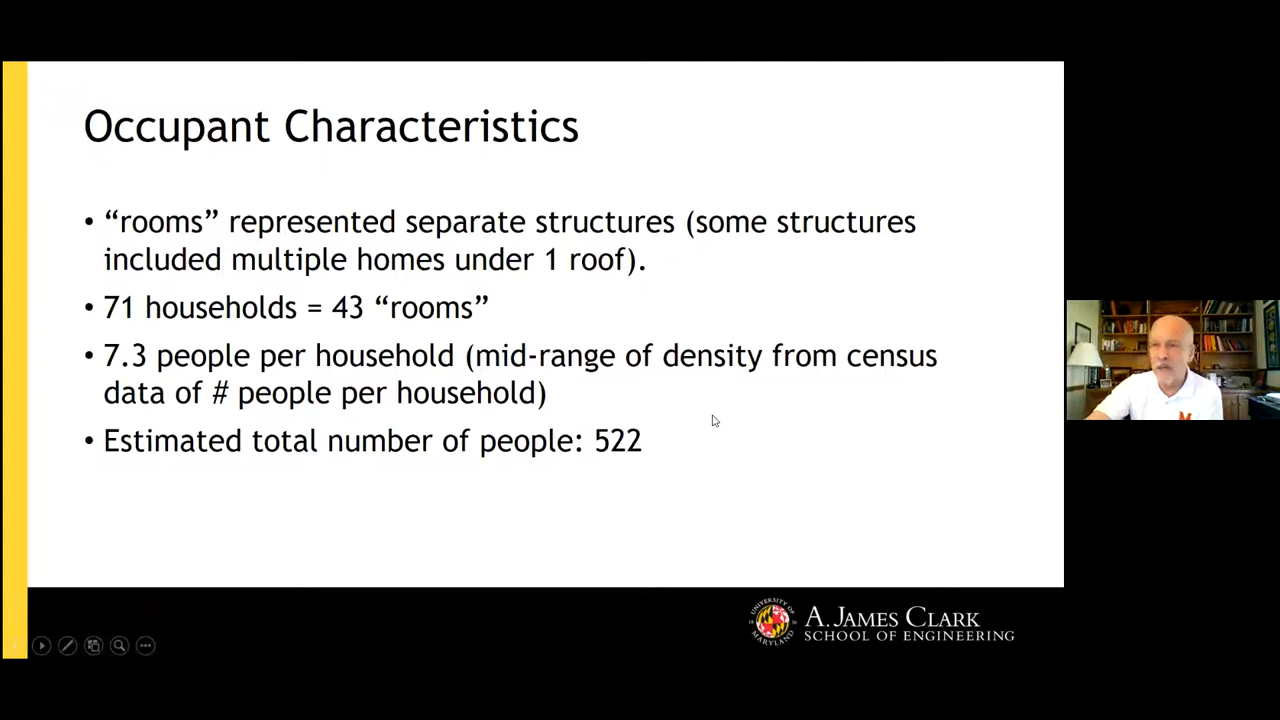 Occupant Characteristics
• “rooms” represented separate structures (some structures
included multiple homes under 1 roof).
• 71 households = 43 “rooms”
• 7.3 people per household (mid-range of density from census
data of # people per household)
• Estimated total number of people: 522
UNIVERSITY OF
18 56
MARYLAND
A. JAMES CLARK
SCHOOL OF ENGINEERING
M